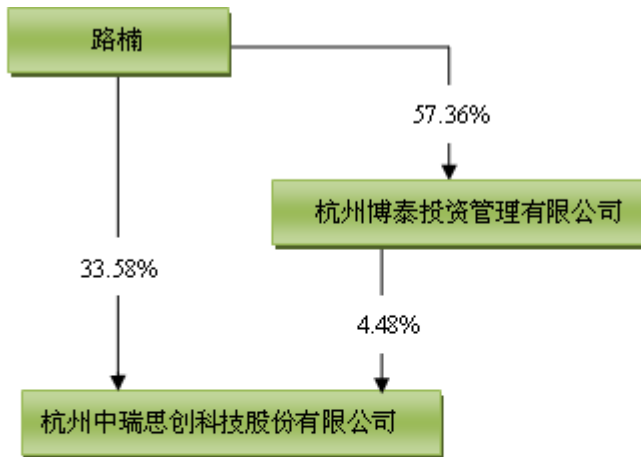 路楠
57.36%
杭州博泰投资管理有限公司
33.58%
4.48%
杭州中瑞思创科技股份有限公司